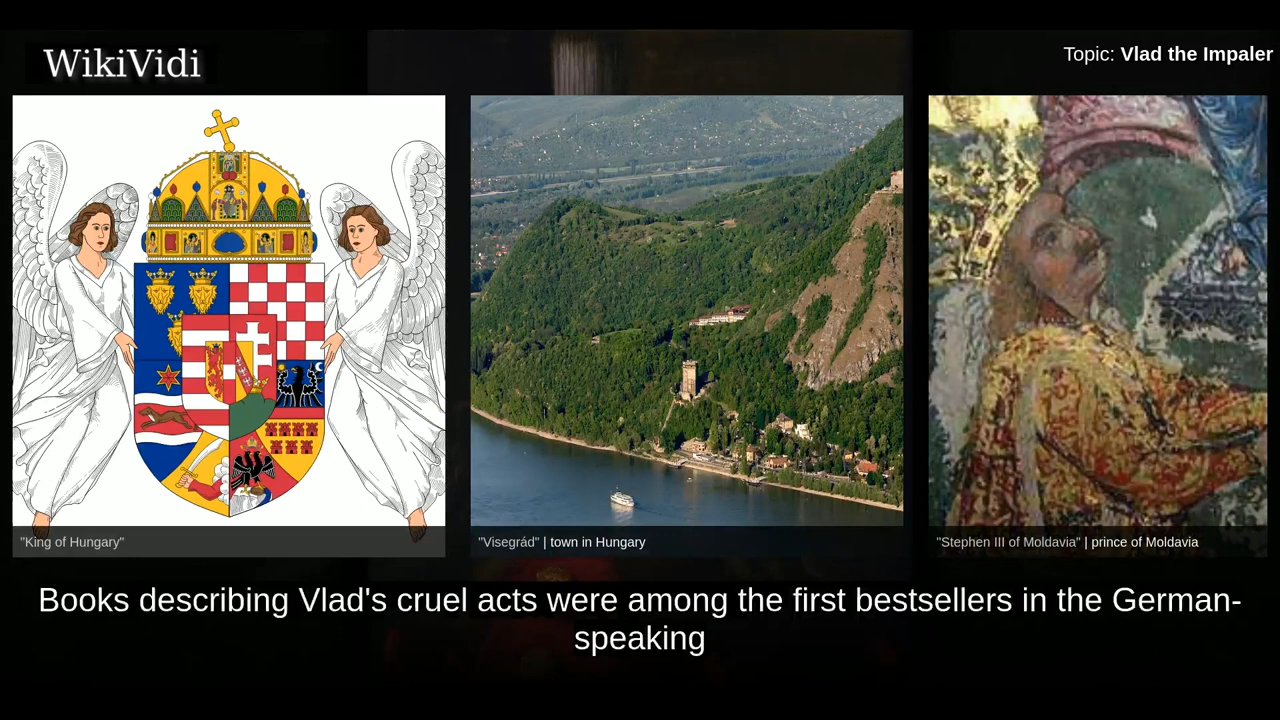 WikiVidi
Topic: Vlad the Impaler
"King of Hungary"
"Visegrád" | town in Hungary
"Stephen III of Moldavia" | prince of Moldavia
Books describing Vlad's cruel acts were among the first bestsellers in the German-
speaking